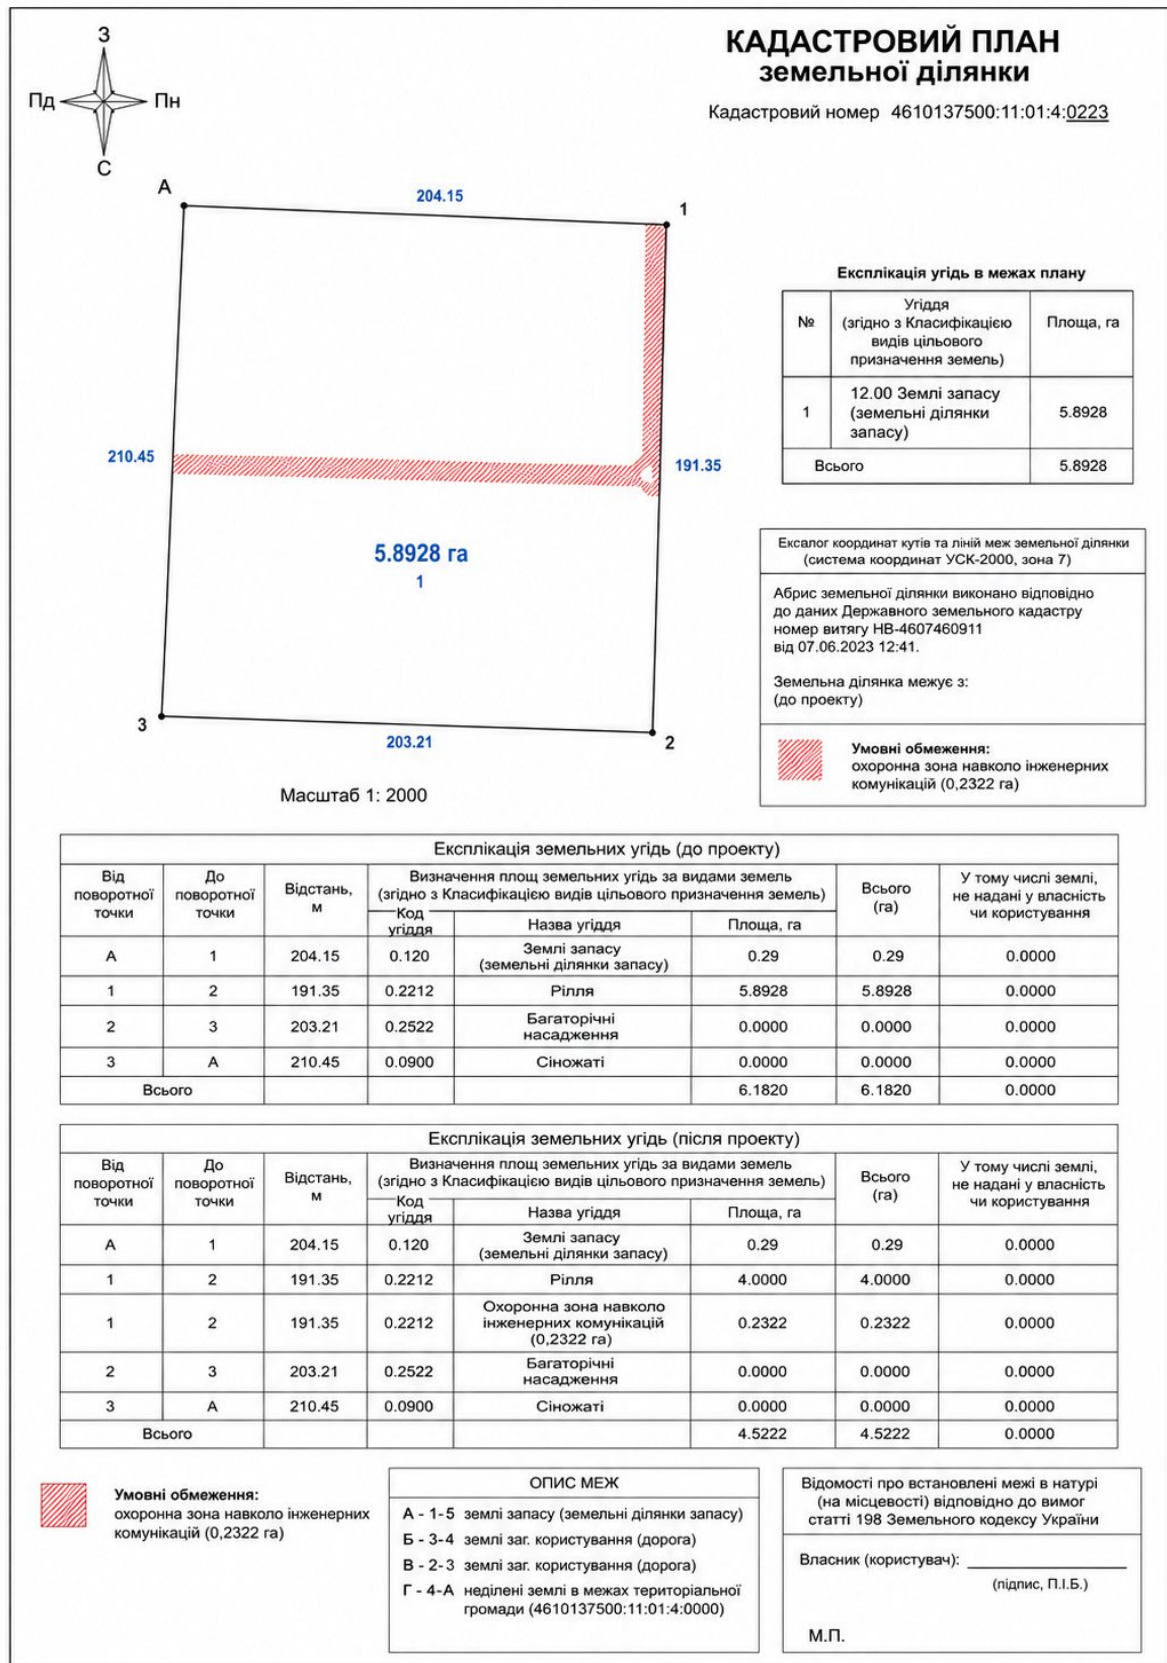 КАДАСТРОВИЙ ПЛАН
земельної ділянки
Кадастровий номер 4610137500:11:01:4:0223
З
Пд
Пн
С
А
204.15
1
210.45
191.35
5.8928 га
1
3
203.21
2
Масштаб 1: 2000
Експлікація угідь в межах плану
№
Угіддя
(згідно з Класифікацією
видів цільового
призначення земель)
Площа, га
1
12.00 Землі запасу
(земельні ділянки
запасу)
5.8928
Всього 5.8928
Ексалог координат кутів та ліній меж земельної ділянки
(система координат УСК-2000, зона 7)
Абрис земельної ділянки виконано відповідно
до даних Державного земельного кадастру
номер витягу НВ-4607460911
від 07.06.2023 12:41.
Земельна ділянка межує з:
(до проекту)
Умовні обмеження:
охоронна зона навколо інженерних
комунікацій (0,2322 га)
Експлікація земельних угідь (до проекту)
Від
поворотної
точки
До
поворотної
точки
Відстань,
м
Визначення площ земельних угідь за видами земель
(згідно з Класифікацією видів цільового призначення земель)
Код
угіддя
Назва угіддя
Площа, га
Всього
(га)
У тому числі землі,
не надані у власність
чи користування
А 1 204.15 0.120 Землі запасу
(земельні ділянки запасу) 0.29 0.29 0.0000
1 2 191.35 0.2212 Рілля 5.8928 5.8928 0.0000
2 3 203.21 0.2522 Багаторічні
насадження 0.0000 0.0000 0.0000
3 А 210.45 0.0900 Сіножаті 0.0000 0.0000 0.0000
Всього 6.1820 6.1820 0.0000
Експлікація земельних угідь (після проекту)
Від
поворотної
точки
До
поворотної
точки
Відстань,
м
Визначення площ земельних угідь за видами земель
(згідно з Класифікацією видів цільового призначення земель)
Код
угіддя
Назва угіддя
Площа, га
Всього
(га)
У тому числі землі,
не надані у власність
чи користування
А 1 204.15 0.120 Землі запасу
(земельні ділянки запасу) 0.29 0.29 0.0000
1 2 191.35 0.2212 Рілля 4.0000 4.0000 0.0000
1 2 191.35 0.2212 Охоронна зона навколо
інженерних комунікацій
(0,2322 га) 0.2322 0.2322 0.0000
2 3 203.21 0.2522 Багаторічні
насадження 0.0000 0.0000 0.0000
3 А 210.45 0.0900 Сіножаті 0.0000 0.0000 0.0000
Всього 4.5222 4.5222 0.0000
Умовні обмеження:
охоронна зона навколо інженерних
комунікацій (0,2322 га)
ОПИС МЕЖ
А - 1-5 землі запасу (земельні ділянки запасу)
Б - 3-4 землі заг. користування (дорога)
В - 2-3 землі заг. користування (дорога)
Г - 4-А неділені землі в межах територіальної
громади (4610137500:11:01:4:0000)
Відомості про встановлені межі в натурі
(на місцевості) відповідно до вимог
статті 198 Земельного кодексу України
Власник (користувач):
(підпис, П.І.Б.)
М.П.